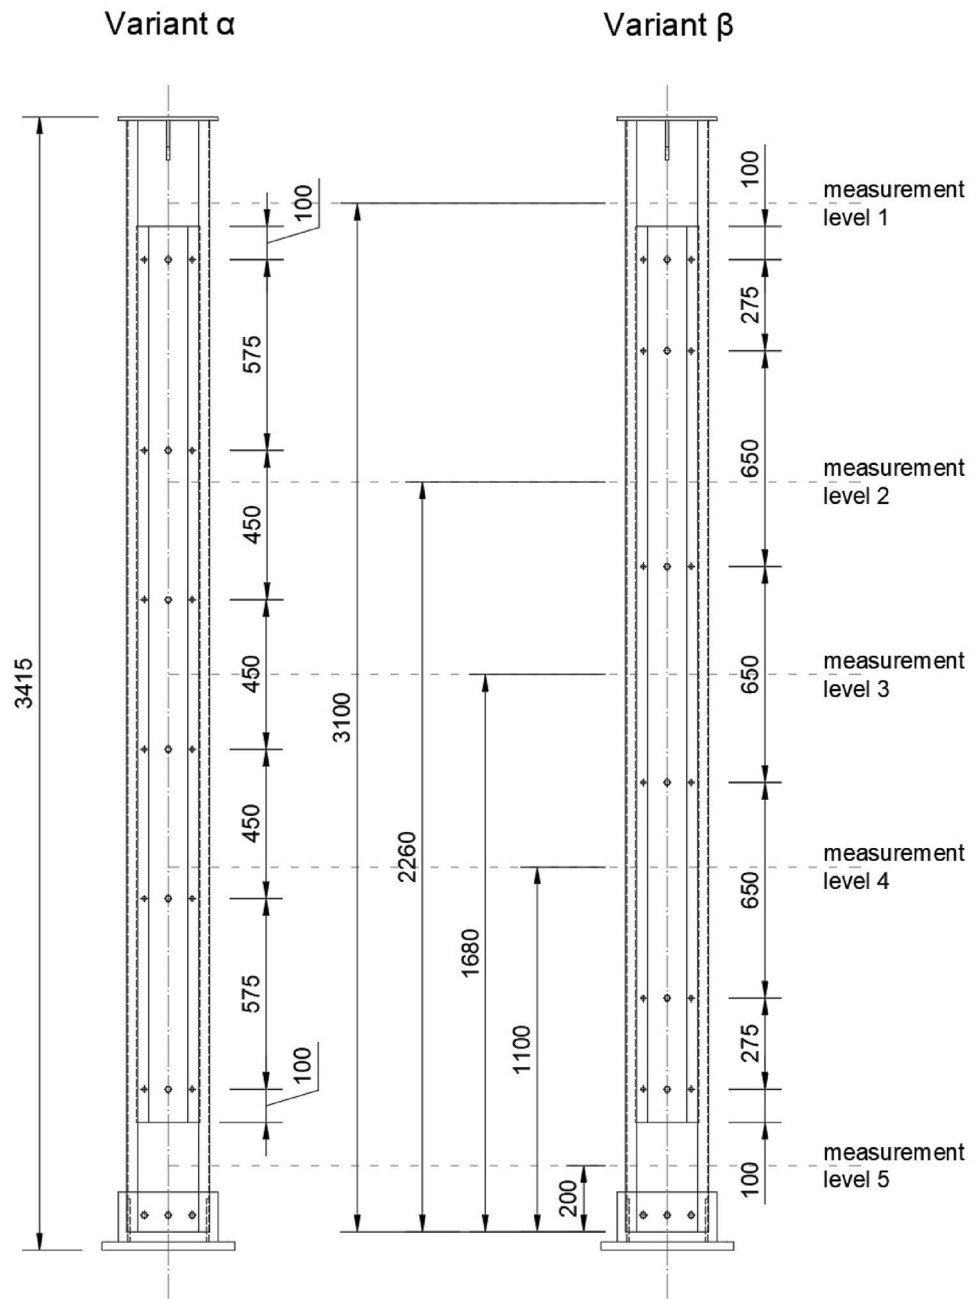 Variant α
Variant β
100
575
450
450
450
575
100
3415
3100
2260
1680
1100
200
100
275
650
650
650
275
100
measurement
level 1
measurement
level 2
measurement
level 3
measurement
level 4
measurement
level 5